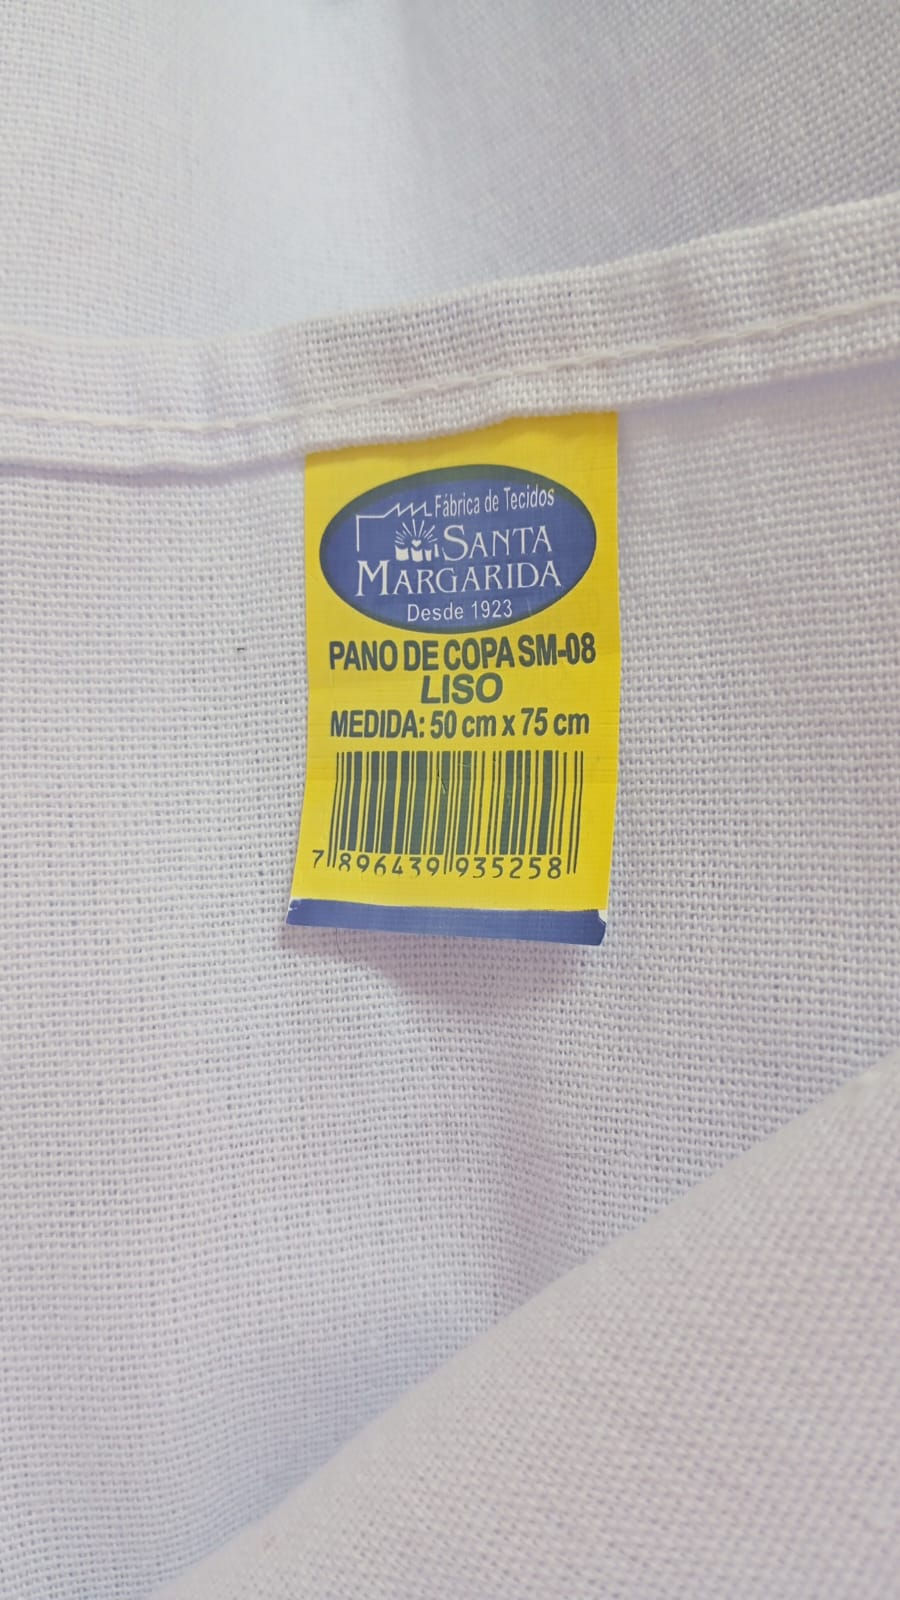 Fábrica de Tecidos
SANTA
MARGARIDA
Desde 1923
PANO DE COPA SM-08
LISO
MEDIDA: 50 cm x 75 cm
7 896439 935258